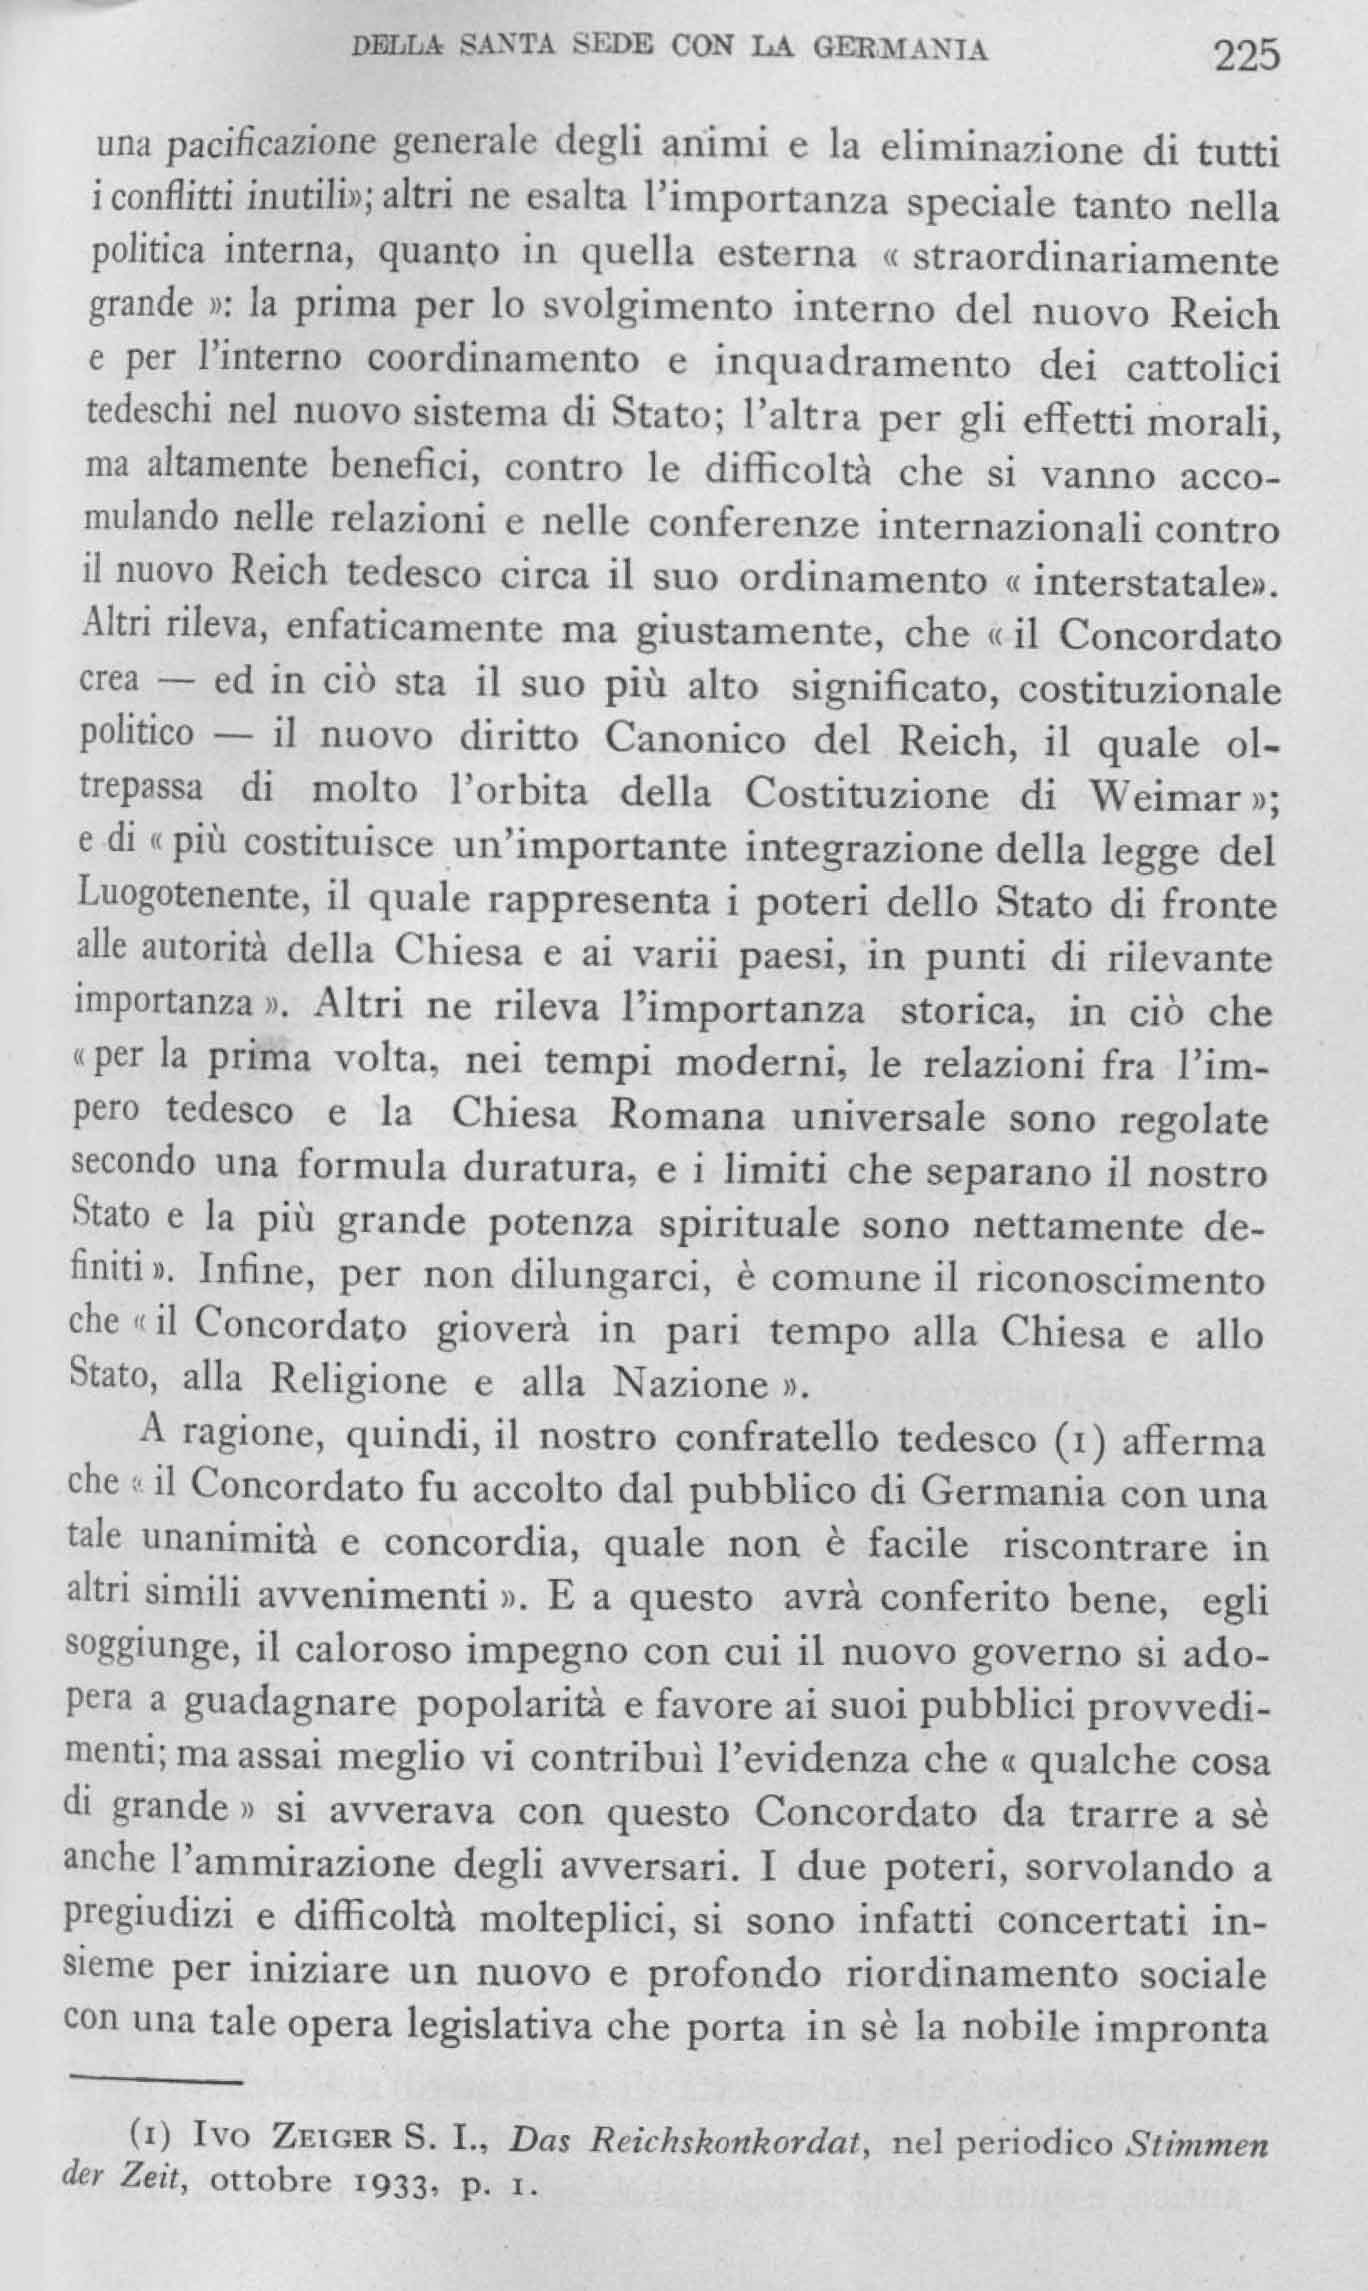 DELLA SANTA SEDE CON LA GERMANIA 225
una pacificazione generale degli animi e la eliminazione di tutti
i conflitti inutili»; altri ne esalta l'importanza speciale tanto nella
politica interna, quanto in quella esterna « straordinariamente
grande »: la prima per lo svolgimento interno del nuovo Reich
e per l'interno coordinamento e inquadramento dei cattolici
tedeschi nel nuovo sistema di Stato; l'altra per gli effetti morali,
ma altamente benefici, contro le difficoltà che si vanno acco-
mulando nelle relazioni e nelle conferenze internazionali contro
il nuovo Reich tedesco circa il suo ordinamento « interstatale».
Altri rileva, enfaticamente ma giustamente, che « il Concordato
crea — ed in ciò sta il suo più alto significato, costituzionale
politico — il nuovo diritto Canonico del Reich, il quale ol-
trepassa di molto l'orbita della Costituzione di Weimar »;
e di « più costituisce un'importante integrazione della legge del
Luogotenente, il quale rappresenta i poteri dello Stato di fronte
alle autorità della Chiesa e ai varii paesi, in punti di rilevante
importanza ». Altri ne rileva l'importanza storica, in ciò che
« per la prima volta, nei tempi moderni, le relazioni fra l'im-
pero tedesco e la Chiesa Romana universale sono regolate
secondo una formula duratura, e i limiti che separano il nostro
Stato e la più grande potenza spirituale sono nettamente de-
finiti ». Infine, per non dilungarci, è comune il riconoscimento
che « il Concordato gioverà in pari tempo alla Chiesa e allo
Stato, alla Religione e alla Nazione ».
A ragione, quindi, il nostro confratello tedesco (1) afferma
che « il Concordato fu accolto dal pubblico di Germania con una
tale unanimità e concordia, quale non è facile riscontrare in
altri simili avvenimenti ». E a questo avrà conferito bene, egli
soggiunge, il caloroso impegno con cui il nuovo governo si ado-
pera a guadagnare popolarità e favore ai suoi pubblici provvedi-
menti; ma assai meglio vi contribuì l'evidenza che « qualche cosa
di grande » si avverava con questo Concordato da trarre a sè
anche l'ammirazione degli avversari. I due poteri, sorvolando a
pregiudizi e difficoltà molteplici, si sono infatti concertati in-
sieme per iniziare un nuovo e profondo riordinamento sociale
con una tale opera legislativa che porta in sè la nobile impronta
(1) IVO ZEIGER S. I., Das Reichskonkordat, nel periodico Stimmen
der Zeit, ottobre 1933, p. 1.